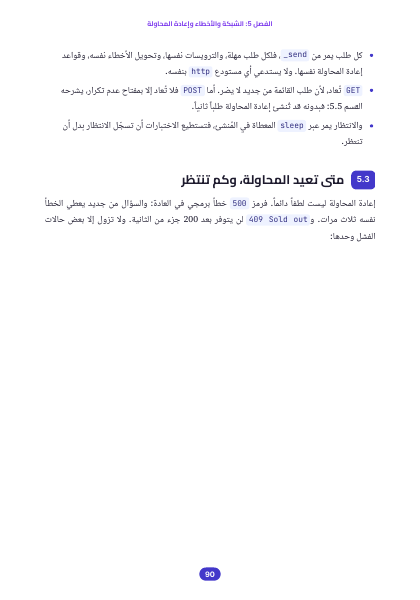 الفصل 5: الشبكة والأخطاء وإعادة المحاولة
• كل طلب يمر من _send، فلكل طلب مهلة، والترويسات نفسها، وتحويل الأخطاء نفسه، وقواعد
إعادة المحاولة نفسها. ولا يستدعي أي مستودع http بنفسه.
• GET تُعاد، لأن طلب القائمة من جديد لا يضر. أما POST فلا تُعاد إلا بمفتاح عدم تكرار، يشرحه
القسم 5.5: فبدونه قد تُنشئ إعادة المحاولة طلباً ثانياً.
• والانتظار يمر عبر sleep المعطاة في المُنشئ، فتستطيع الاختبارات أن تسجّل الانتظار بدل أن
تنتظر.
5.3 متى تعيد المحاولة، وكم تنتظر
إعادة المحاولة ليست لطفاً دائماً. فرمز 500 خطأ برمجي في العادة: والسؤال من جديد يعطي الخطأ
نفسه ثلاث مرات. و409 Sold out لن يتوفر بعد 200 جزء من الثانية. ولا تزول إلا بعض حالات
الفشل وحدها:
90